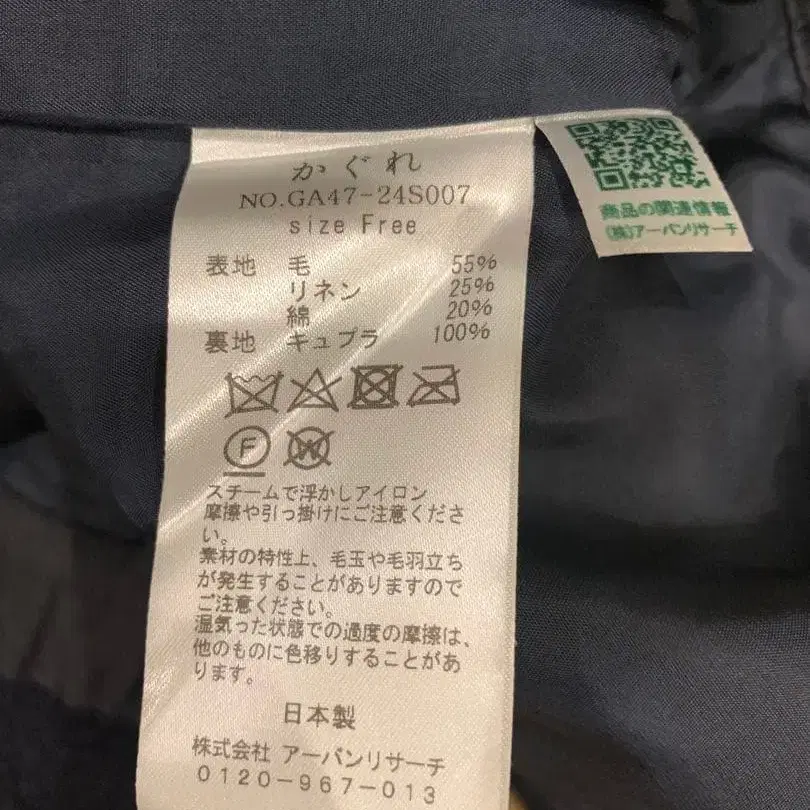 かぐれ
NO.GA47-24S007
size Free
表地 毛 55%
リネン 25%
綿 20%
裏地 キュプラ 100%
F W
スチームで浮かしアイロン
摩擦や引っ掛けにご注意くださ
い。
素材の特性上、毛玉や毛羽立ち
が発生することがありますので
ご注意ください。
湿気った状態での過度の摩擦は、
他のものに色移りすることがあ
ります。
日本製
株式会社 アーバンリサーチ
0120-967-013
商品の関連情報
(株)アーバンリサーチ